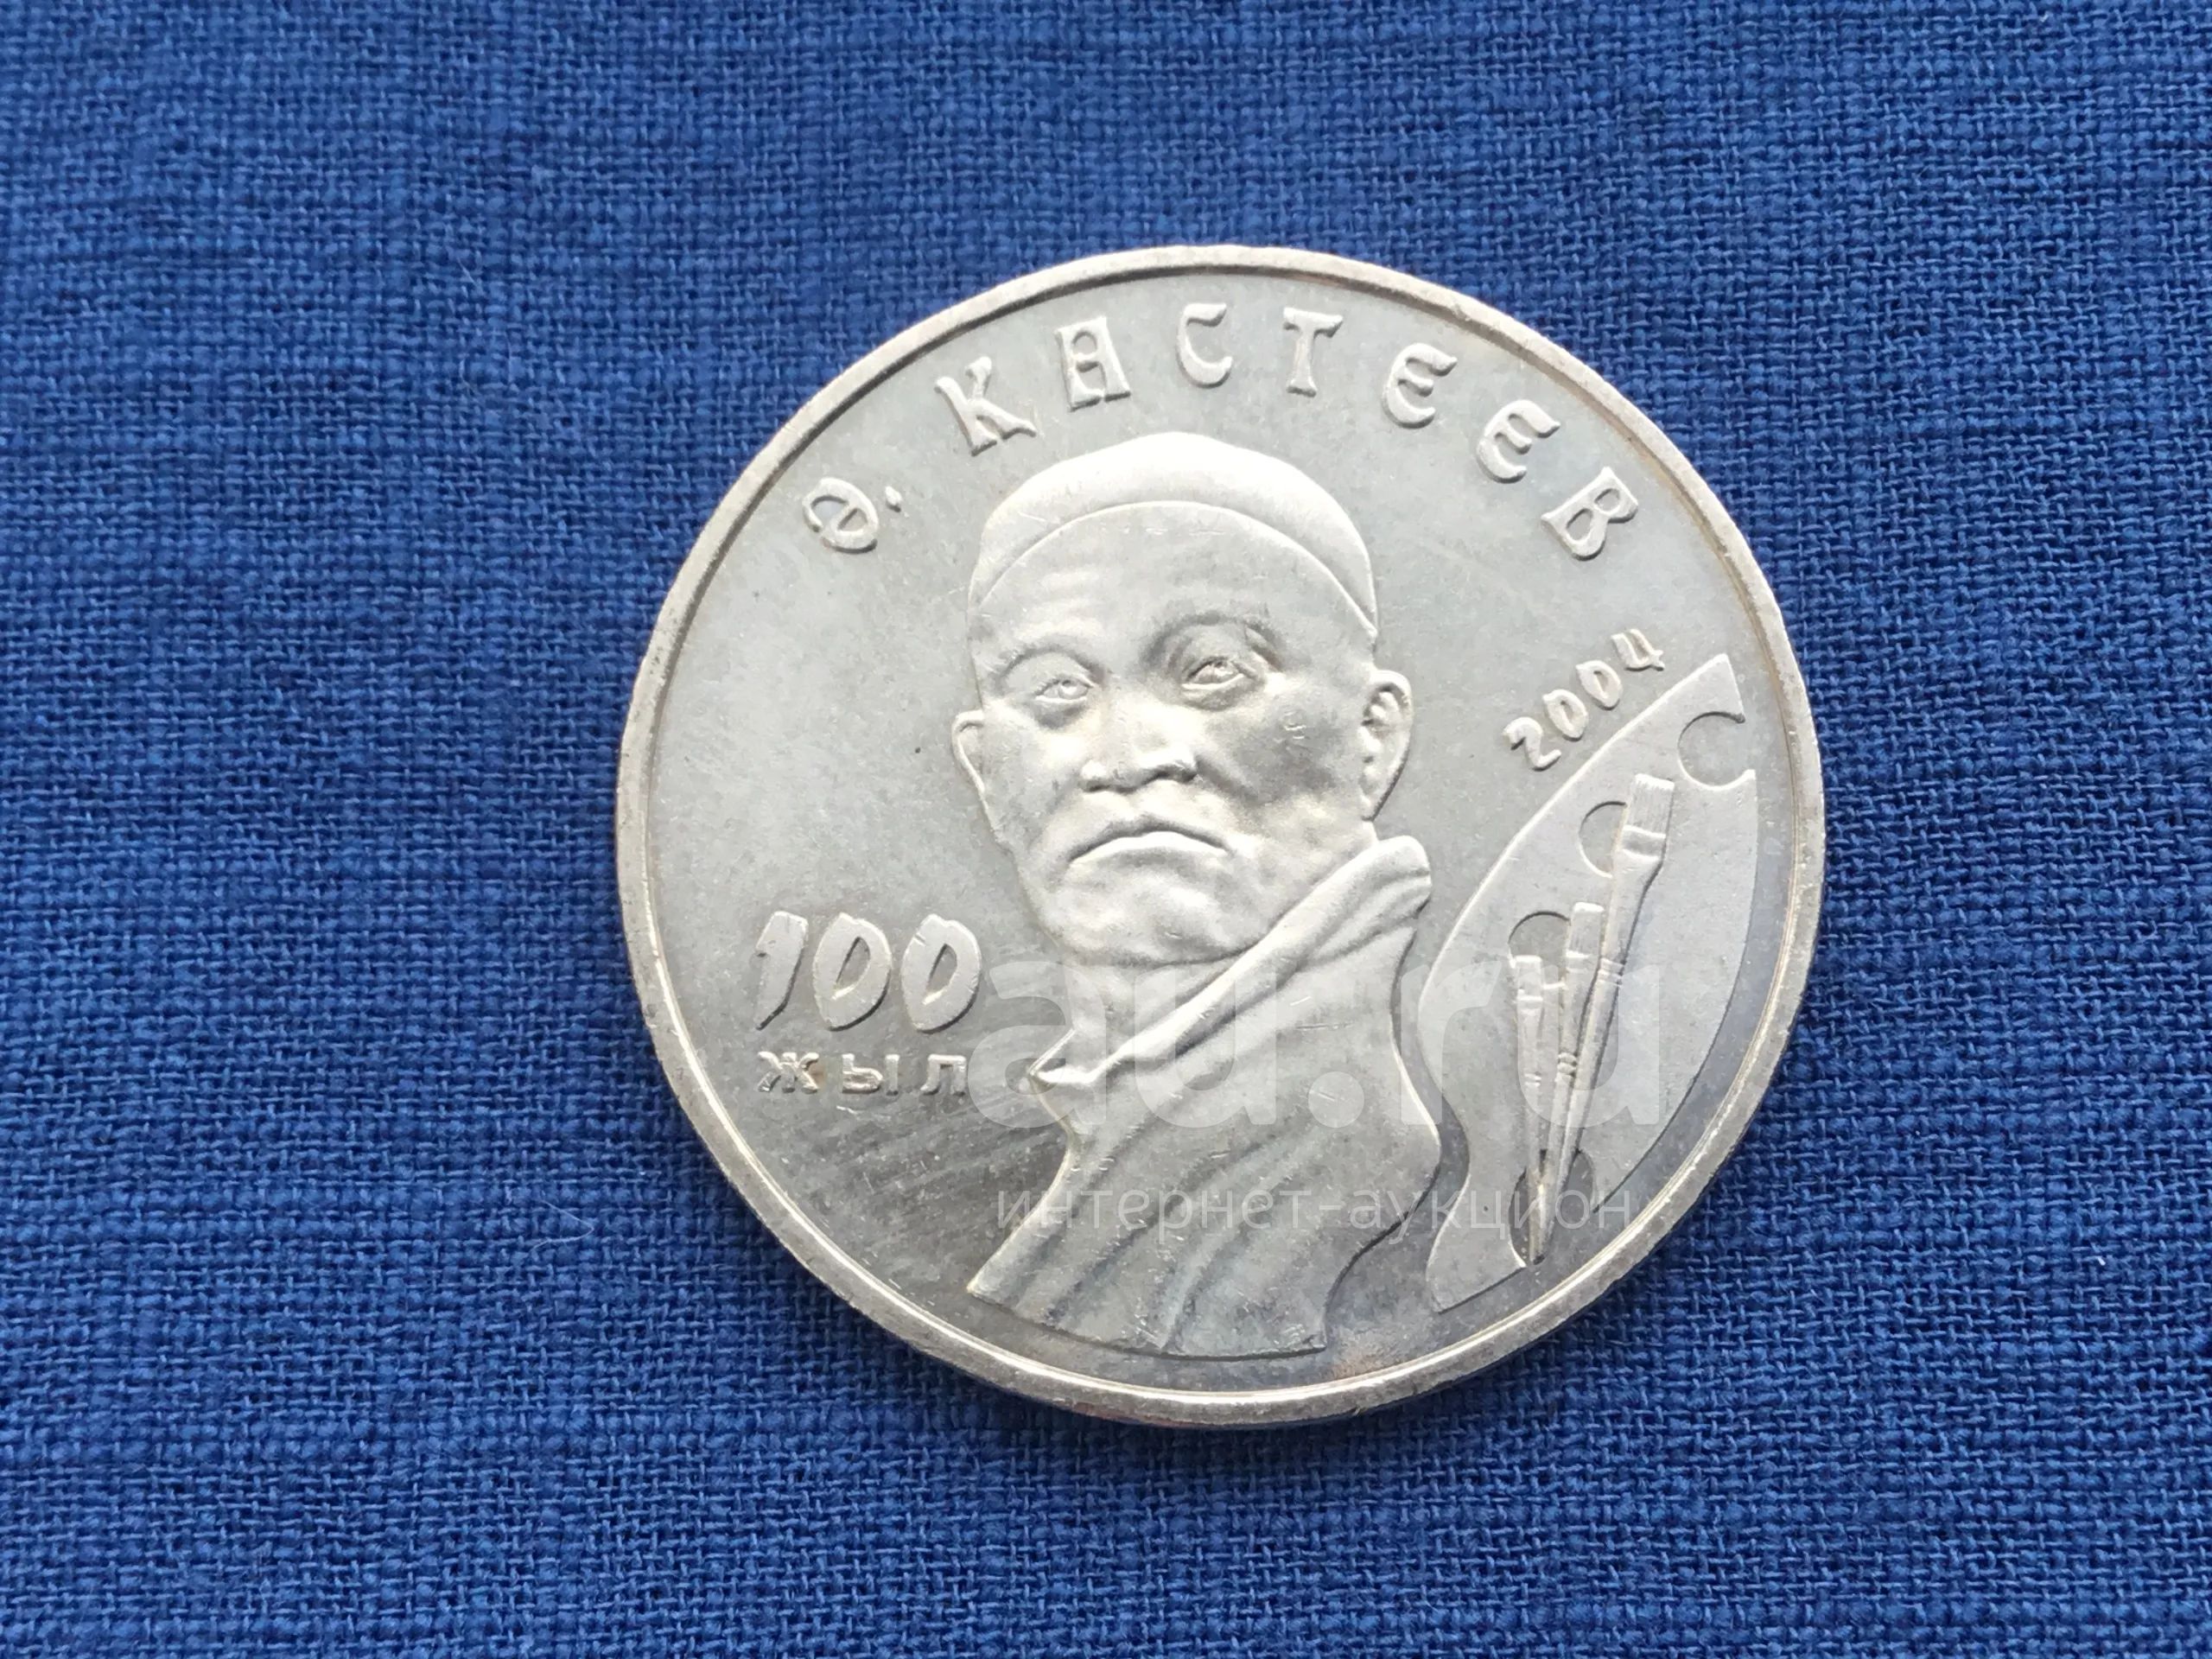 Ә. КАСТЕЕВ
2004
100
ЖЫЛ
au.ru
интернет-аукцион